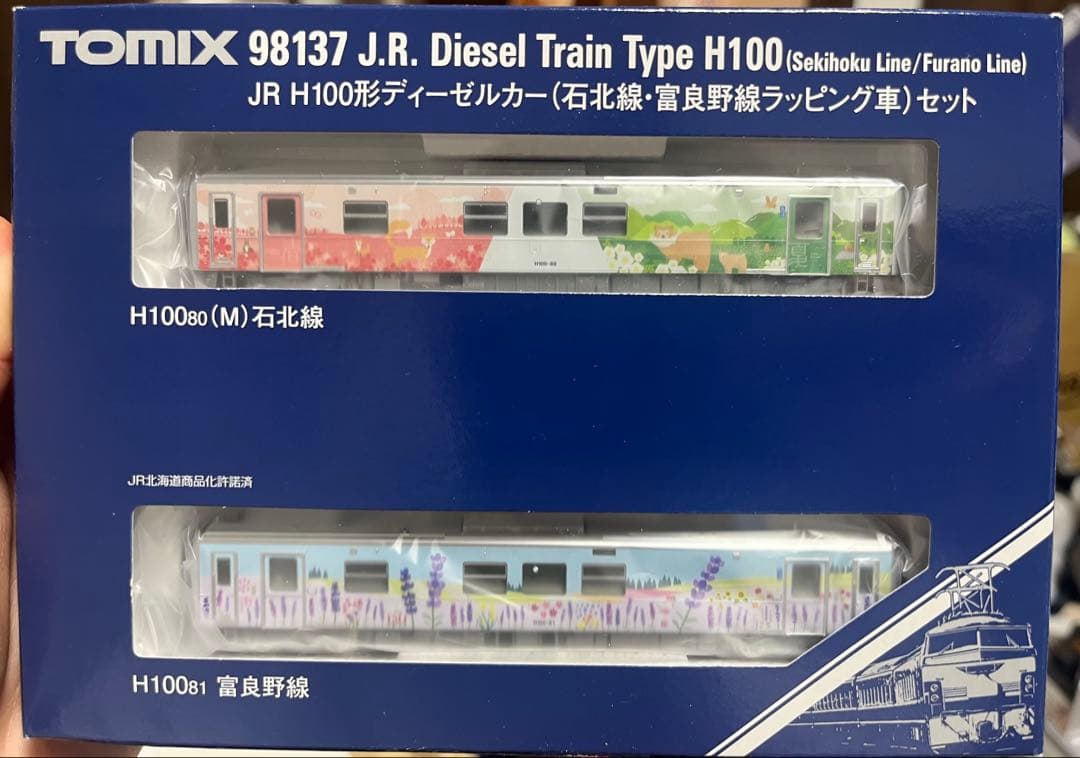 TOMIX 98137 J.R. Diesel Train Type H100 (Sekihoku Line/Furano Line)
JR H100形ディーゼルカー(石北線・富良野線ラッピング車)セット
H100-80
H10080(M)石北線
JR北海道商品化許諾済
H10081 富良野線